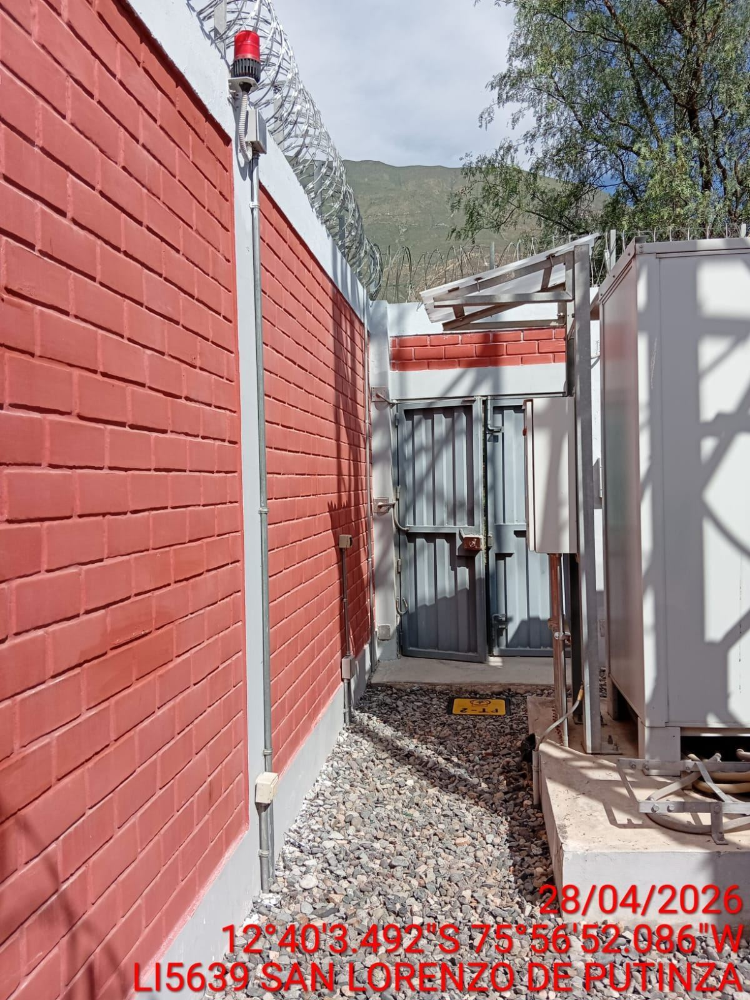 PT-2
28/04/2026
12°40'3.492"S 75°56'52.086"W
LI5639 SAN LORENZO DE PUTINZA